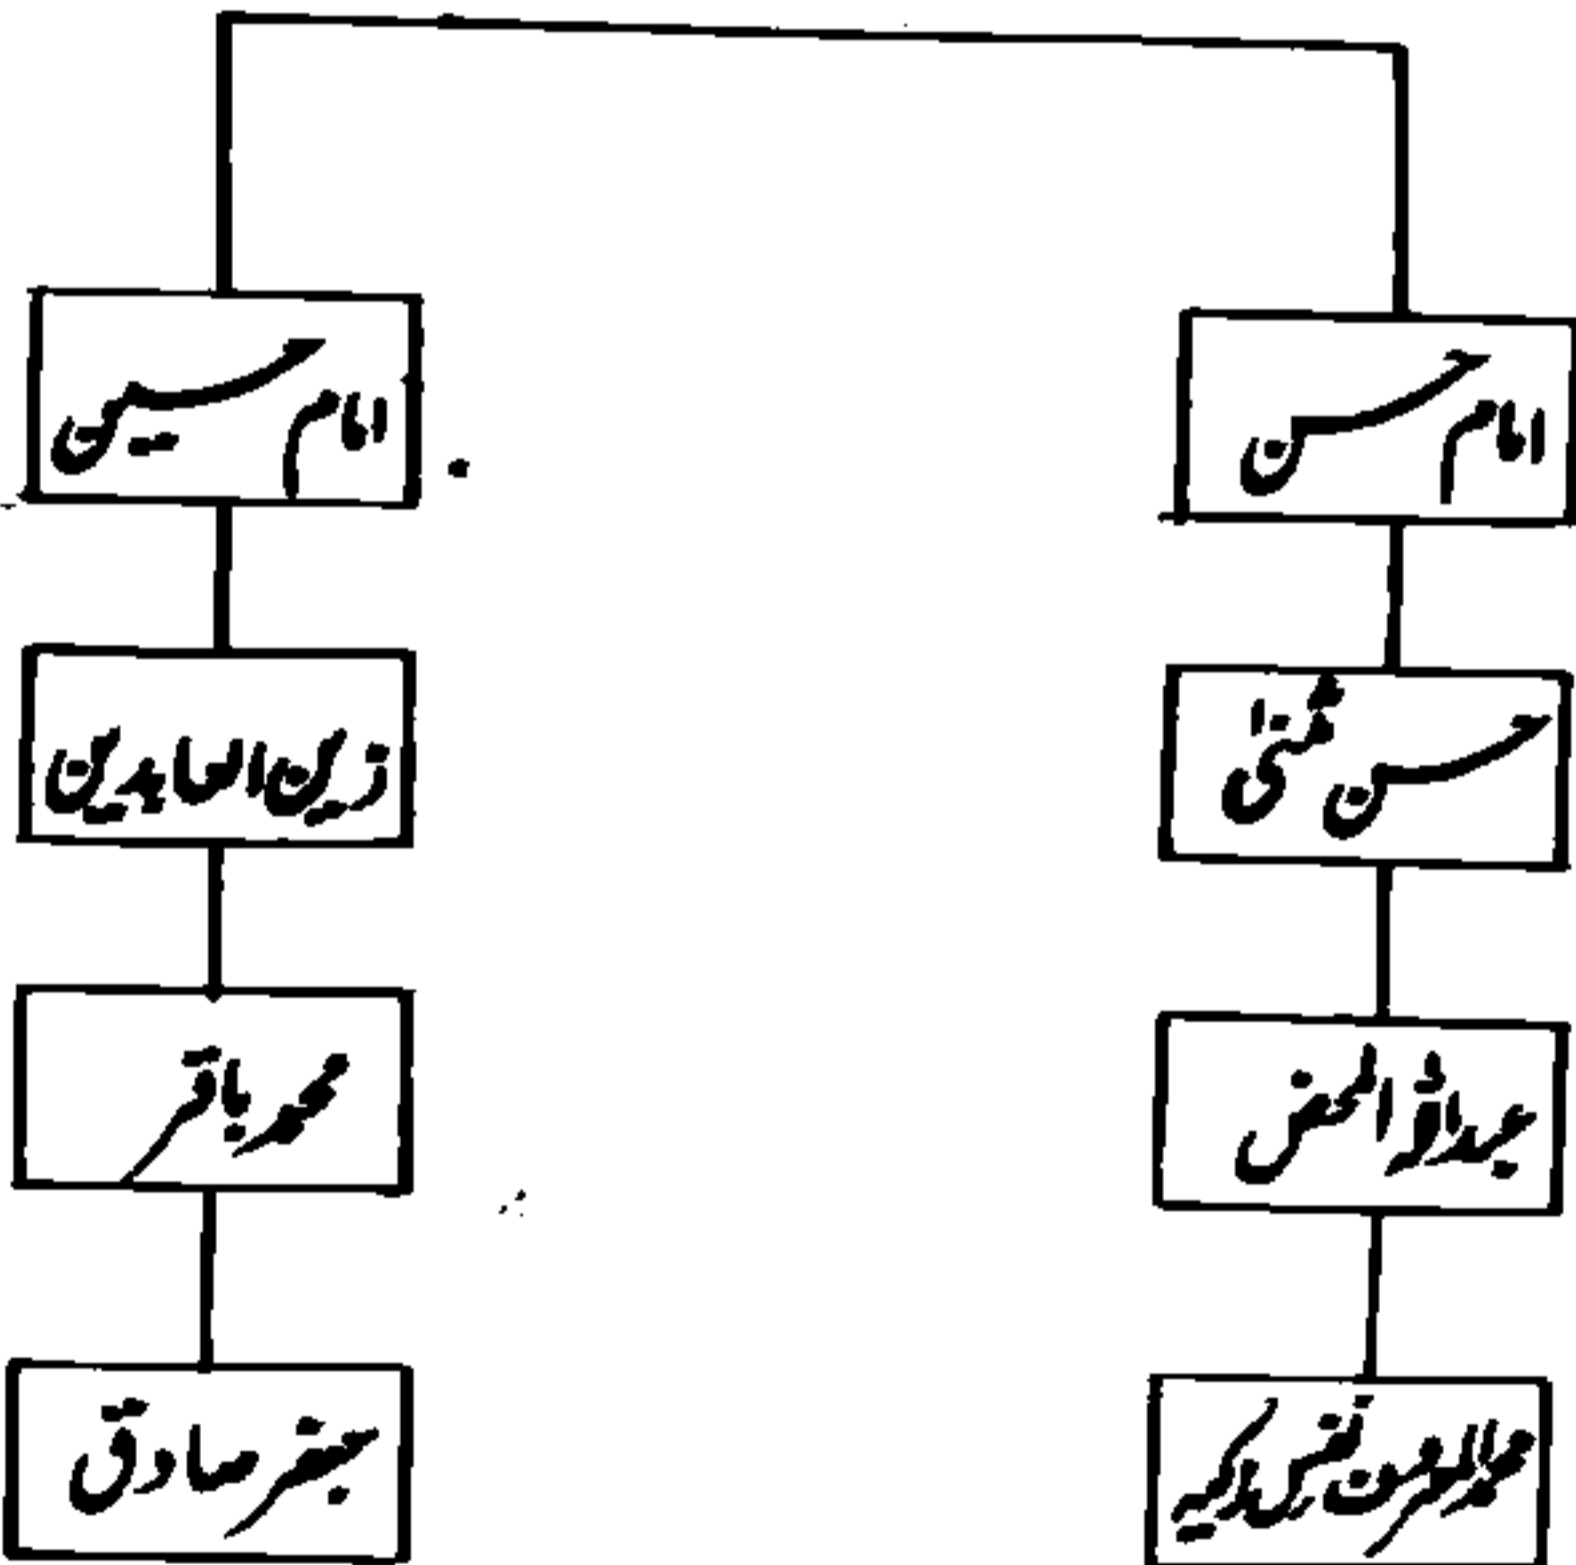 امام حسن
امام حسین
حسن مثنیٰ
زین العابدین
عبداللہ المحض
محمد باقر
محمد المعروف نفس زکیہ
جعفر صادق